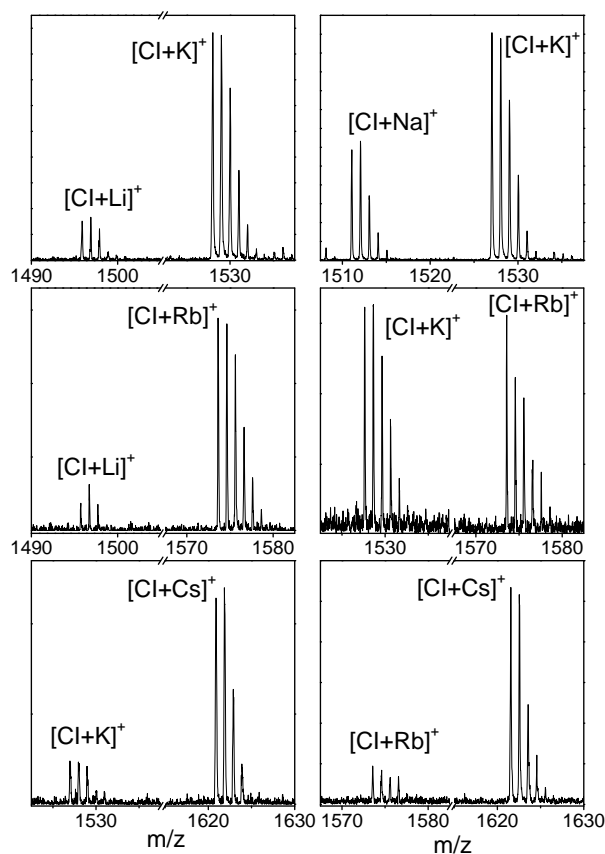 [CI+K]⁺
[CI+Li]⁺
1490 1500 1530
[CI+K]⁺
[CI+Na]⁺
1510 1520 1530
[CI+Rb]⁺
[CI+Li]⁺
1490 1500 1570 1580
[CI+Rb]⁺
[CI+K]⁺
1530 1570 1580
[CI+Cs]⁺
[CI+K]⁺
1530 1620 1630
m/z
[CI+Cs]⁺
[CI+Rb]⁺
1570 1580 1620 1630
m/z